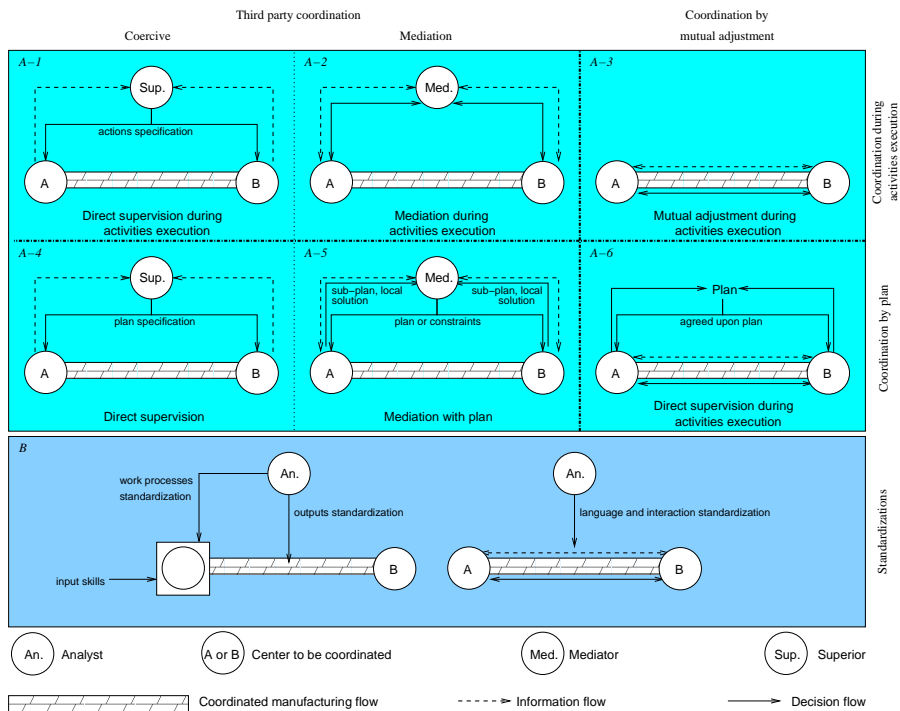 Third party coordination
Coordination by
mutual adjustment
Coercive
Mediation
A-1
A-2
A-3
Sup.
Med.
actions specification
A
B
A
B
A
B
Direct supervision during
activities execution
Mediation during
activities execution
Mutual adjustment during
activities execution
Coordination during
activities execution
A-4
A-5
A-6
Sup.
Med.
Plan
sub-plan, local
solution
sub-plan, local
solution
plan specification
plan or constraints
agreed upon plan
A
B
A
B
A
B
Direct supervision
Mediation with plan
Direct supervision during
activities execution
Coordination by plan
B
An.
An.
work processes
standardization
outputs standardization
language and interaction standardization
input skills
B
A
B
Standardizations
An.
Analyst
A or B
Center to be coordinated
Med.
Mediator
Sup.
Superior
Coordinated manufacturing flow
Information flow
Decision flow